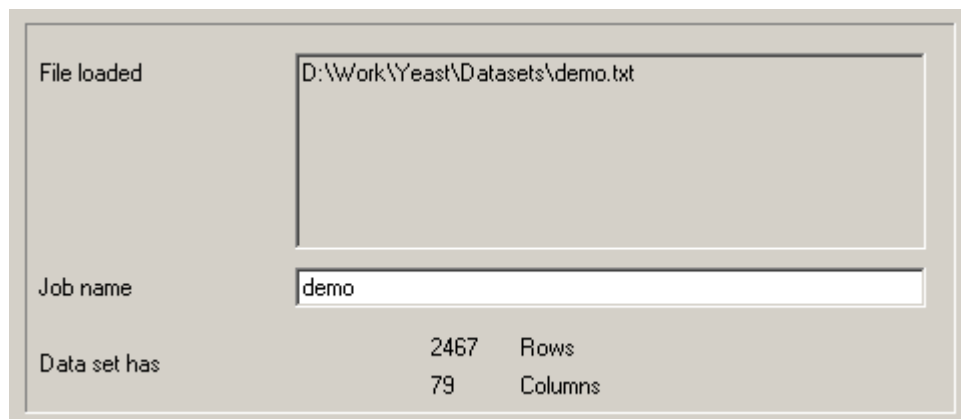 File loaded D:\Work\Yeast\Datasets\demo.txt
Job name demo
Data set has
2467 Rows
79 Columns